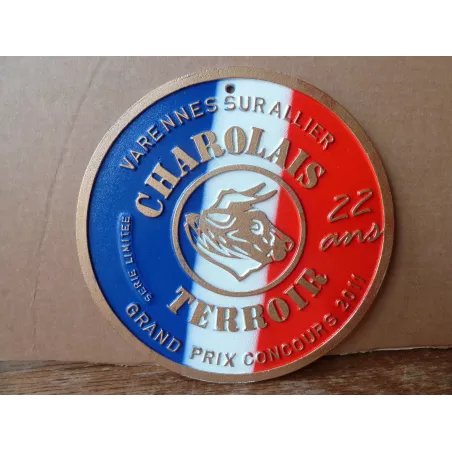 VARENNES SUR ALLIER
CHAROLAIS
22
ans
TERROIR
SERIE LIMITEE
GRAND PRIX CONCOURS 2011